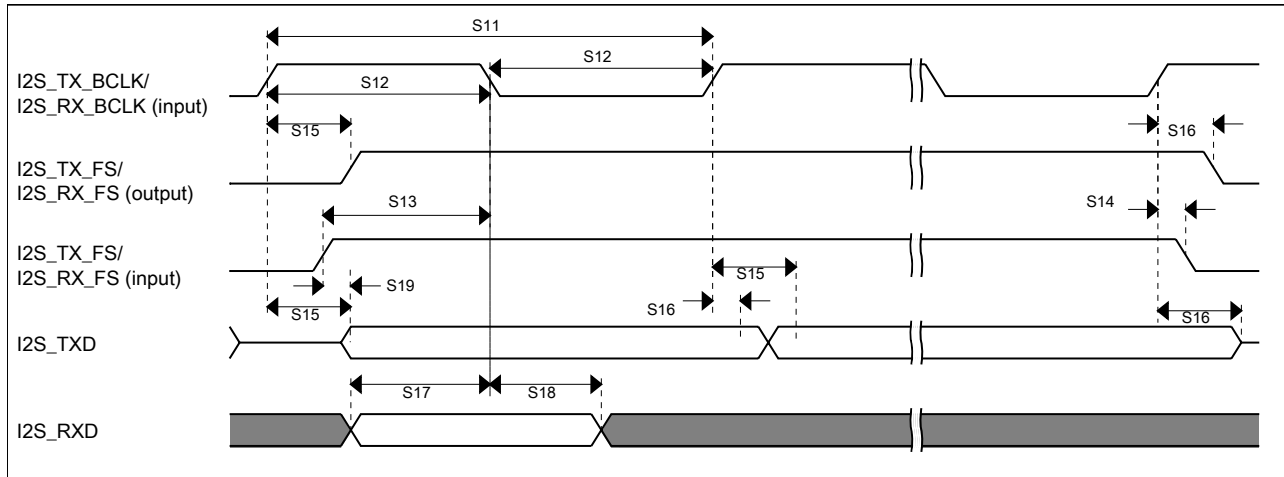 S11
I2S_TX_BCLK/
I2S_RX_BCLK (input)
S12
S12
S15
S16
I2S_TX_FS/
I2S_RX_FS (output)
S13
S14
I2S_TX_FS/
I2S_RX_FS (input)
S19
S15
S15
S16
S16
I2S_TXD
S17
S18
I2S_RXD